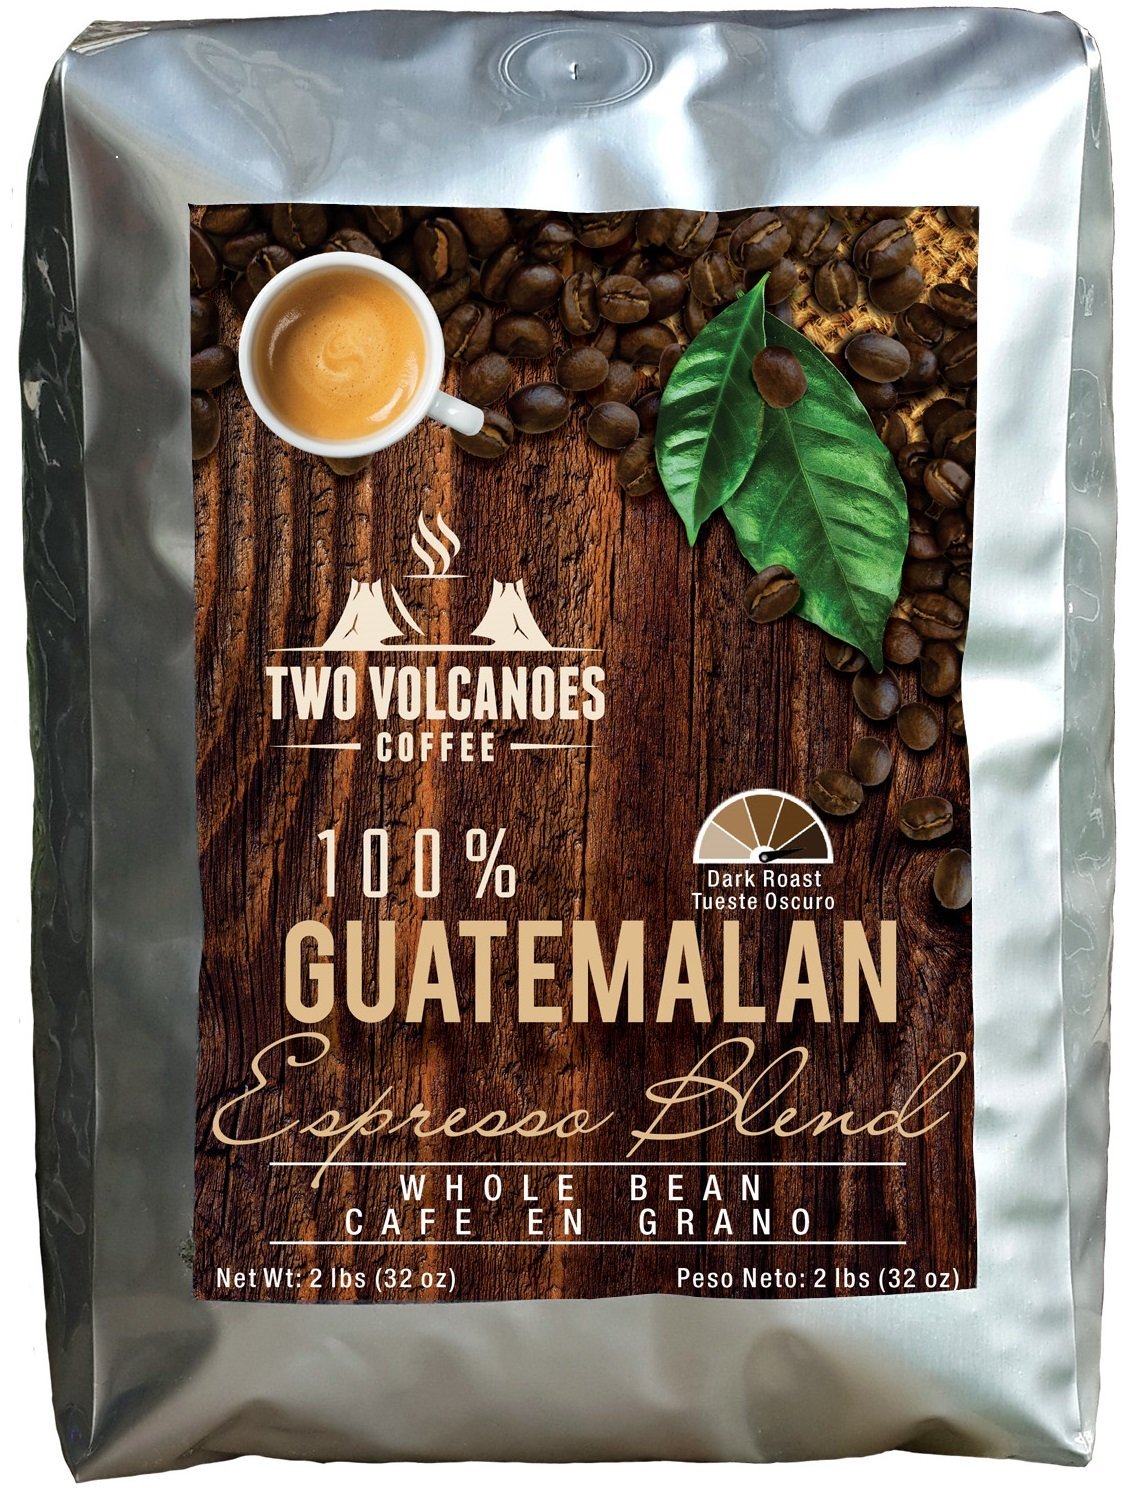 TWO VOLCANOES
COFFEE
100%
Dark Roast
Tueste Oscuro
GUATEMALAN
Espresso Blend
WHOLE BEAN
CAFE EN GRANO
Net Wt: 2 lbs (32 oz)
Peso Neto: 2 lbs (32 oz)